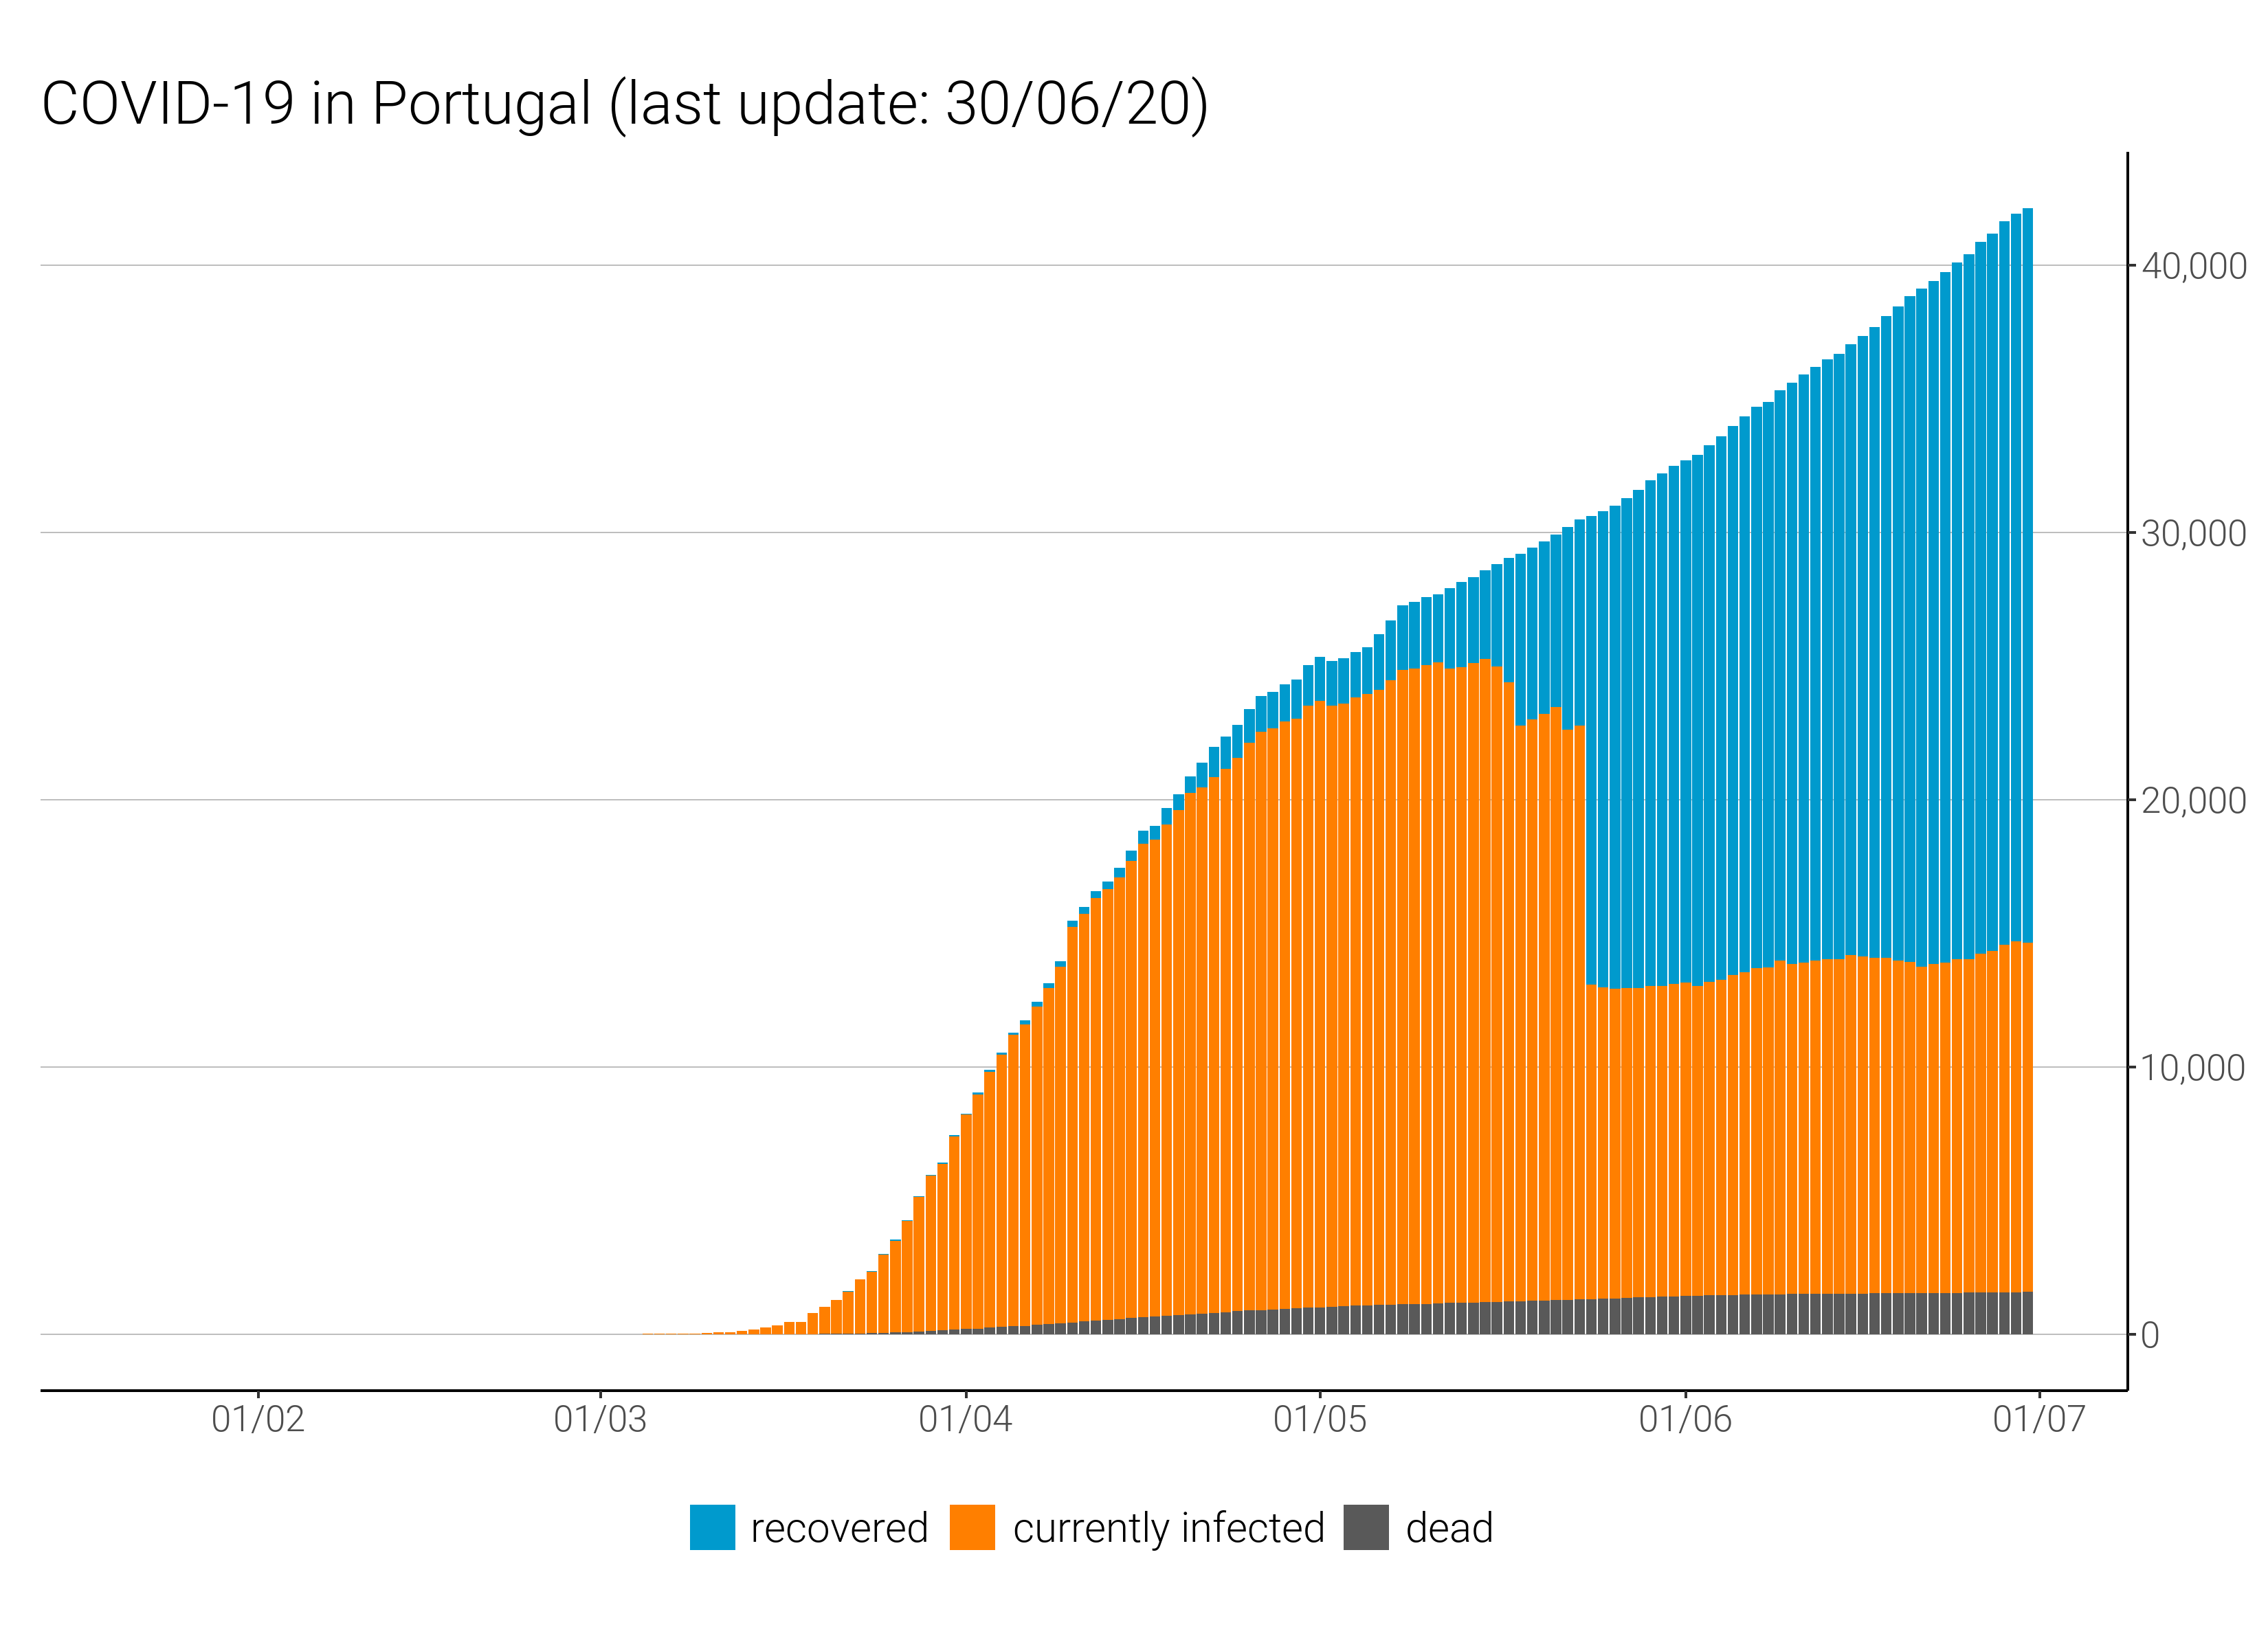 COVID-19 in Portugal (last update: 30/06/20)
40,000
30,000
20,000
10,000
0
01/02 01/03 01/04 01/05 01/06 01/07
recovered currently infected dead